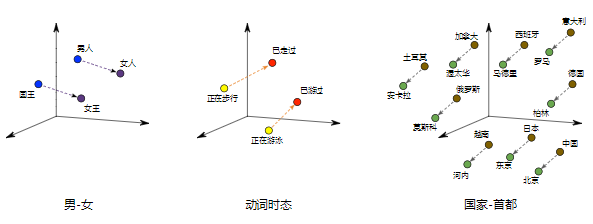 男人
女人
国王
女王
男-女
已走过
正在步行
已游过
正在游泳
动词时态
意大利
加拿大
西班牙
土耳其
罗马
渥太华
马德里
德国
安卡拉
俄罗斯
柏林
莫斯科
越南
日本
中国
河内
东京
北京
国家-首都